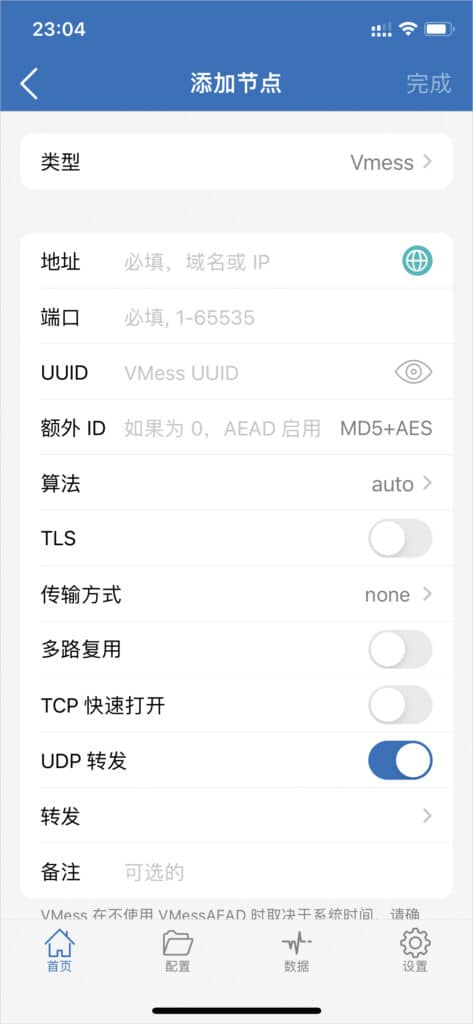 23:04
添加节点 完成
类型 Vmess
地址 必填，域名或 IP
端口 必填, 1-65535
UUID VMess UUID
额外 ID 如果为 0，AEAD 启用 MD5+AES
算法 auto
TLS
传输方式 none
多路复用
TCP 快速打开
UDP 转发
转发
备注 可选的
VMess 在不使用 VMessAEAD 时取决于系统时间，请确
首页 配置 数据 设置